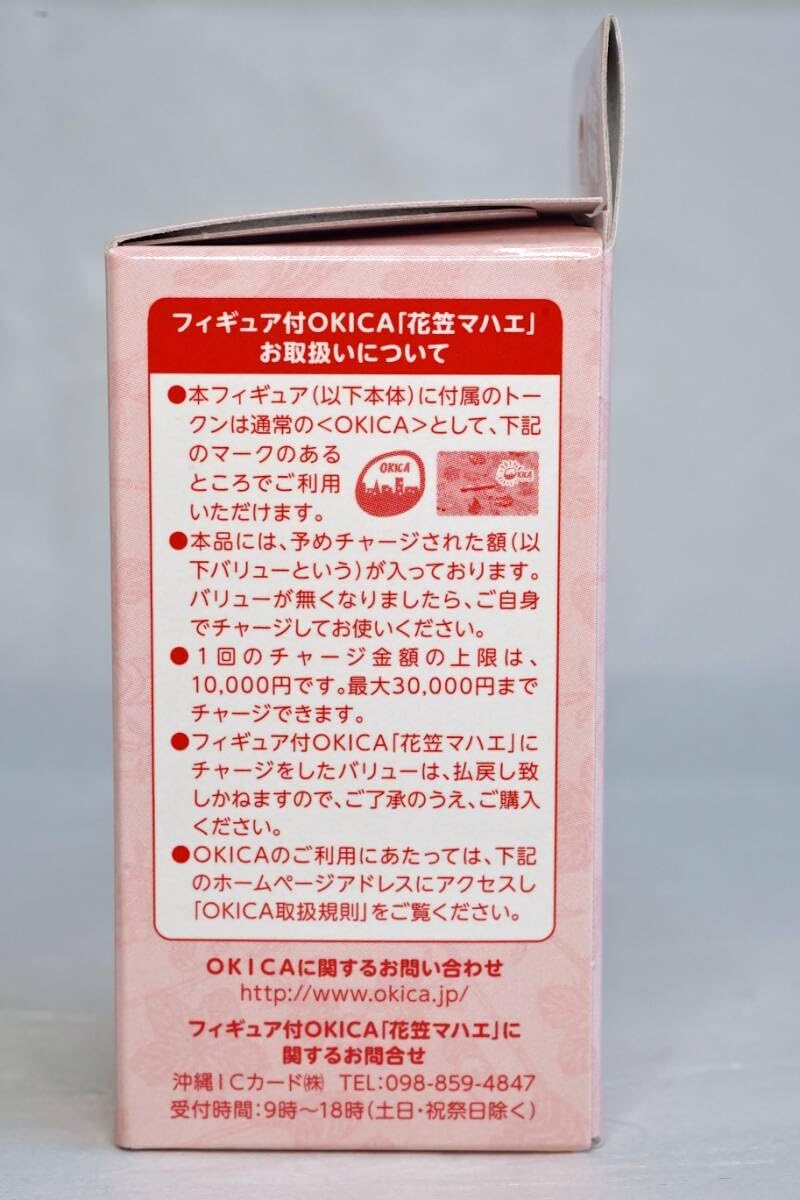 フィギュア付OKICA「花笠マハエ」
お取扱いについて
●本フィギュア(以下本体)に付属のトー
クンは通常の<OKICA>として、下記
のマークのある
ところでご利用
いただけます。
OKICA
OKICA
●本品には、予めチャージされた額(以
下バリューという)が入っております。
バリューが無くなりましたら、ご自身
でチャージしてお使いください。
●1回のチャージ金額の上限は、
10,000円です。最大30,000円まで
チャージできます。
●フィギュア付OKICA「花笠マハエ」に
チャージをしたバリューは、払戻し致
しかねますので、ご了承のうえ、ご購入
ください。
●OKICAのご利用にあたっては、下記
のホームページアドレスにアクセスし
「OKICA取扱規則」をご覧ください。
OKICAに関するお問い合わせ
http://www.okica.jp/
フィギュア付OKICA「花笠マハエ」に
関するお問合せ
沖縄ICカード㈱ TEL:098-859-4847
受付時間:9時～18時(土日・祝祭日除く)